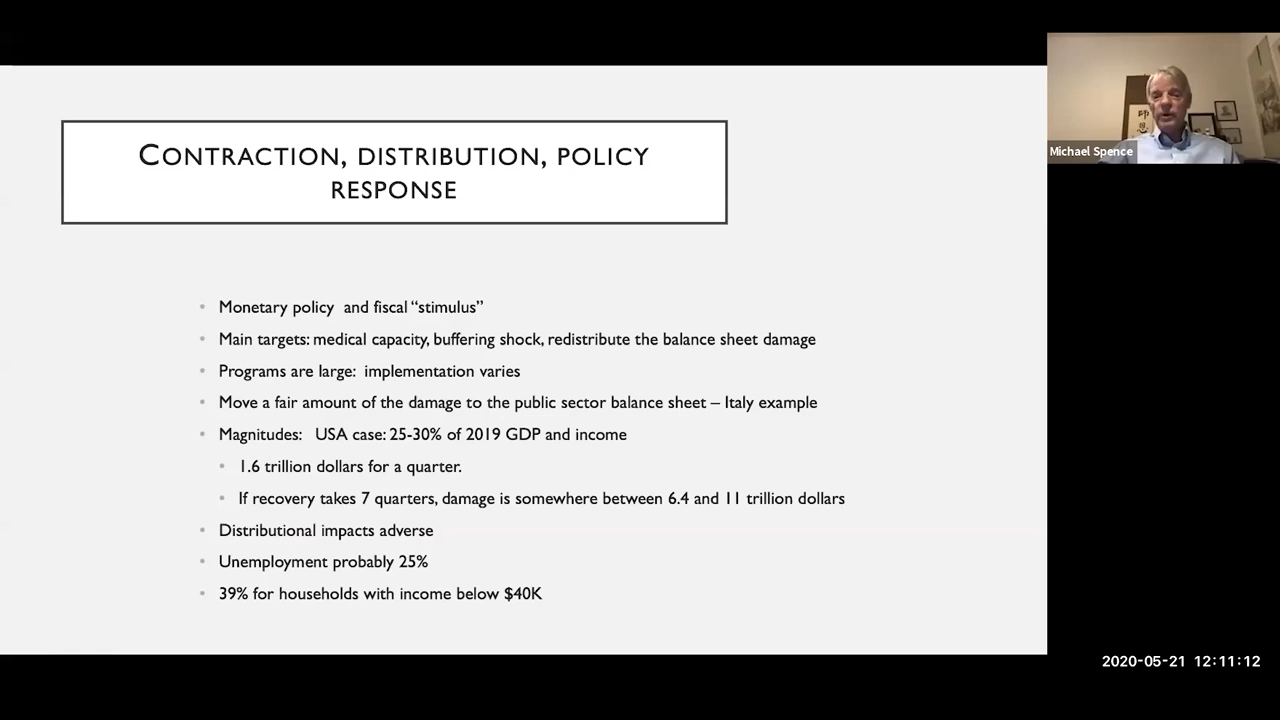 CONTRACTION, DISTRIBUTION, POLICY
RESPONSE
• Monetary policy  and fiscal “stimulus”
• Main targets: medical capacity, buffering shock, redistribute the balance sheet damage
• Programs are large:  implementation varies
• Move a fair amount of the damage to the public sector balance sheet – Italy example
• Magnitudes:   USA case: 25-30% of 2019 GDP and income
• 1.6 trillion dollars for a quarter.
• If recovery takes 7 quarters, damage is somewhere between 6.4 and 11 trillion dollars
• Distributional impacts adverse
• Unemployment probably 25%
• 39% for households with income below $40K
Michael Spence
2020-05-21 12:11:12